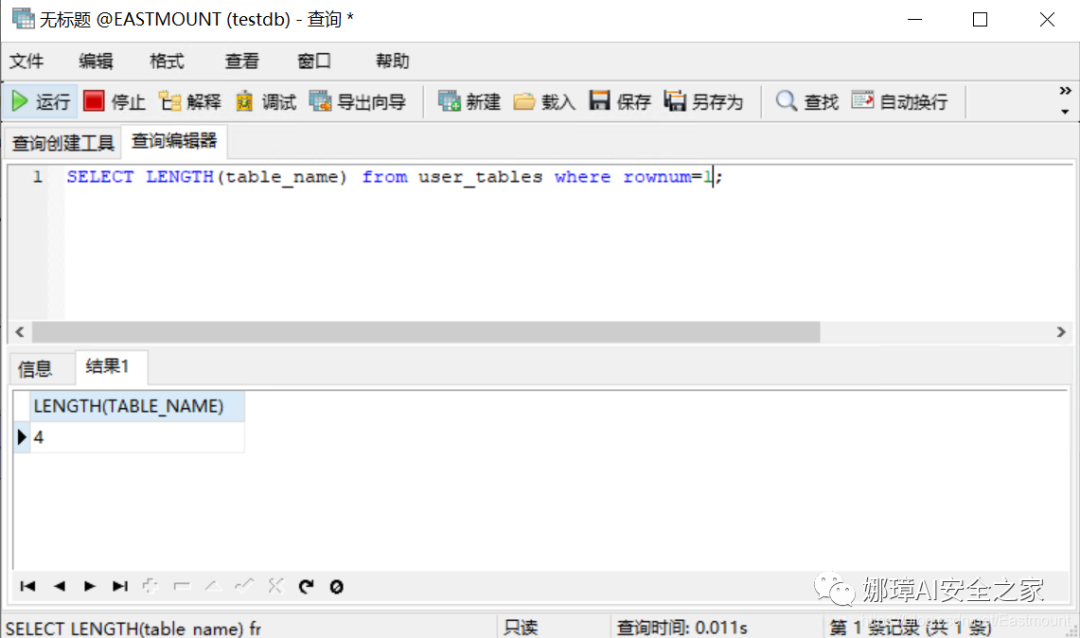 无标题 @EASTMOUNT (testdb) - 查询 *
文件 编辑 格式 查看 窗口 帮助
运行 停止 解释 调试 导出向导 新建 载入 保存 另存为 查找 自动换行 »
查询创建工具 查询编辑器
1 SELECT LENGTH(table_name) from user_tables where rownum=1;
信息 结果1
LENGTH(TABLE_NAME)
4
娜璋AI安全之家
SELECT LENGTH(table_name) fr 只读 查询时间: 0.011s 第 1 条记录 (共 1 条)